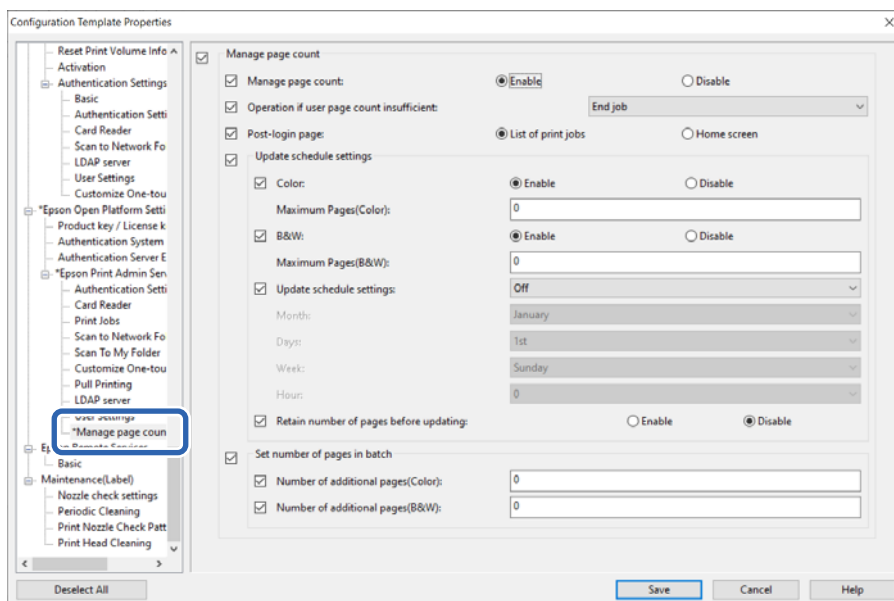 Configuration Template Properties
Reset Print Volume Info
Activation
Authentication Settings
Basic
Authentication Setti
Card Reader
Scan to Network Fo
LDAP server
User Settings
Customize One-tou
*Epson Open Platform Setti
Product key / License k
Authentication System
Authentication Server E
*Epson Print Admin Ser
Authentication Setti
Card Reader
Print Jobs
Scan to Network Fo
Scan To My Folder
Customize One-tou
Pull Printing
LDAP server
User Settings
*Manage page coun
Epson Remote Services
Basic
Maintenance(Label)
Nozzle check settings
Periodic Cleaning
Print Nozzle Check Patt
Print Head Cleaning
Manage page count
Manage page count: Enable Disable
Operation if user page count insufficient: End job
Post-login page: List of print jobs Home screen
Update schedule settings
Color: Enable Disable
Maximum Pages(Color): 0
B&W: Enable Disable
Maximum Pages(B&W): 0
Update schedule settings: Off
Month: January
Days: 1st
Week: Sunday
Hour: 0
Retain number of pages before updating: Enable Disable
Set number of pages in batch
Number of additional pages(Color): 0
Number of additional pages(B&W): 0
Deselect All Save Cancel Help